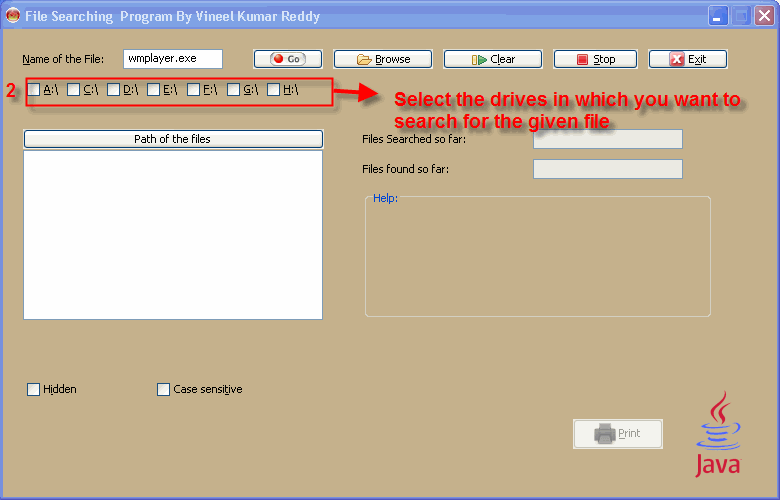 File Searching Program By Vineel Kumar Reddy
Name of the File: wmplayer.exe Go Browse Clear Stop Exit
2 A:\ C:\ D:\ E:\ F:\ G:\ H:\
Select the drives in which you want to
search for the given file
Path of the files
Files Searched so far:
Files found so far:
Help:
Hidden Case sensitive
Print
Java